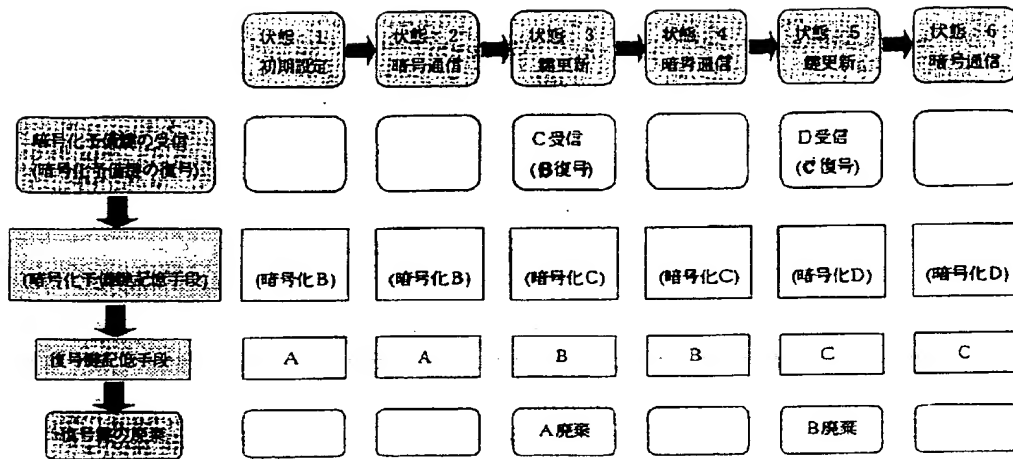 状態 1
初期設定
状態 2
暗号通信
状態 3
鍵更新
状態 4
暗号通信
状態 5
鍵更新
状態 6
暗号通信
暗号化予備鍵の受信
(暗号化予備鍵の復号)
C受信
(B復号)
D受信
(C復号)
(暗号化予備鍵記憶手段)
(暗号化B)
(暗号化B)
(暗号化C)
(暗号化C)
(暗号化D)
(暗号化D)
復号鍵記憶手段
A
A
B
B
C
C
復号鍵の廃棄
A廃棄
B廃棄